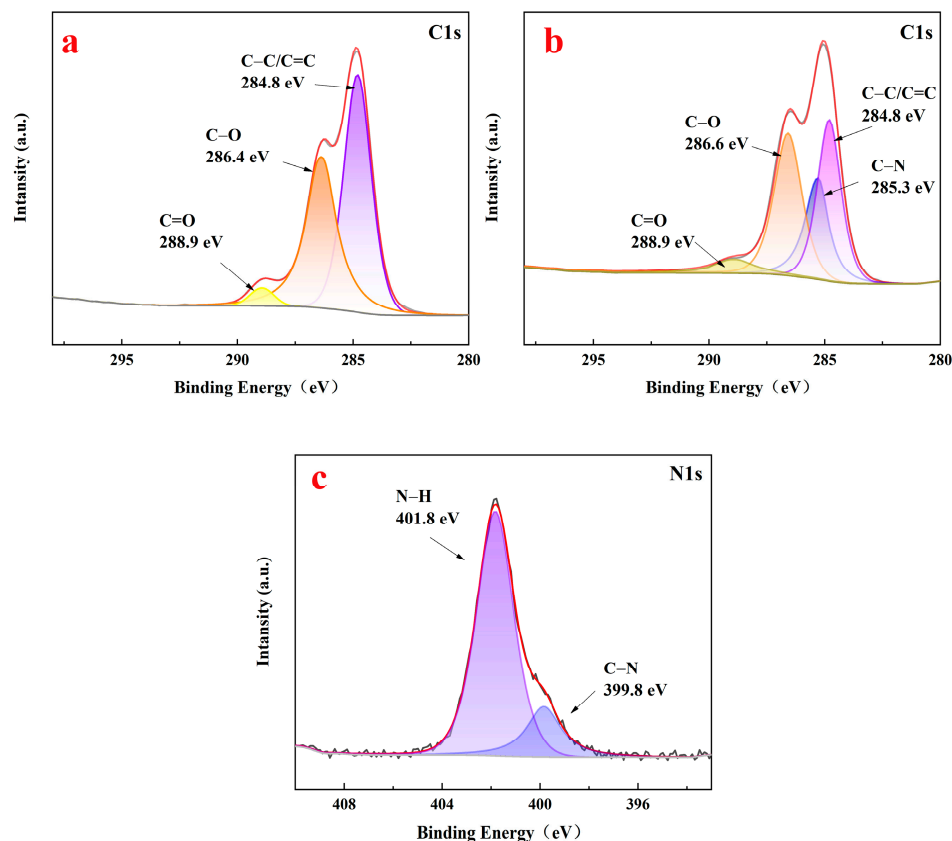 a
C1s
C–C/C=C
284.8 eV
C–O
286.4 eV
C=O
288.9 eV
Intansity (a.u.)
295
290
285
280
Binding Energy（eV）
b
C1s
C–C/C=C
284.8 eV
C–O
286.6 eV
C–N
285.3 eV
C=O
288.9 eV
Intansity (a.u.)
295
290
285
280
Binding Energy（eV）
c
N1s
N–H
401.8 eV
C–N
399.8 eV
Intansity (a.u.)
408
404
400
396
Binding Energy（eV）